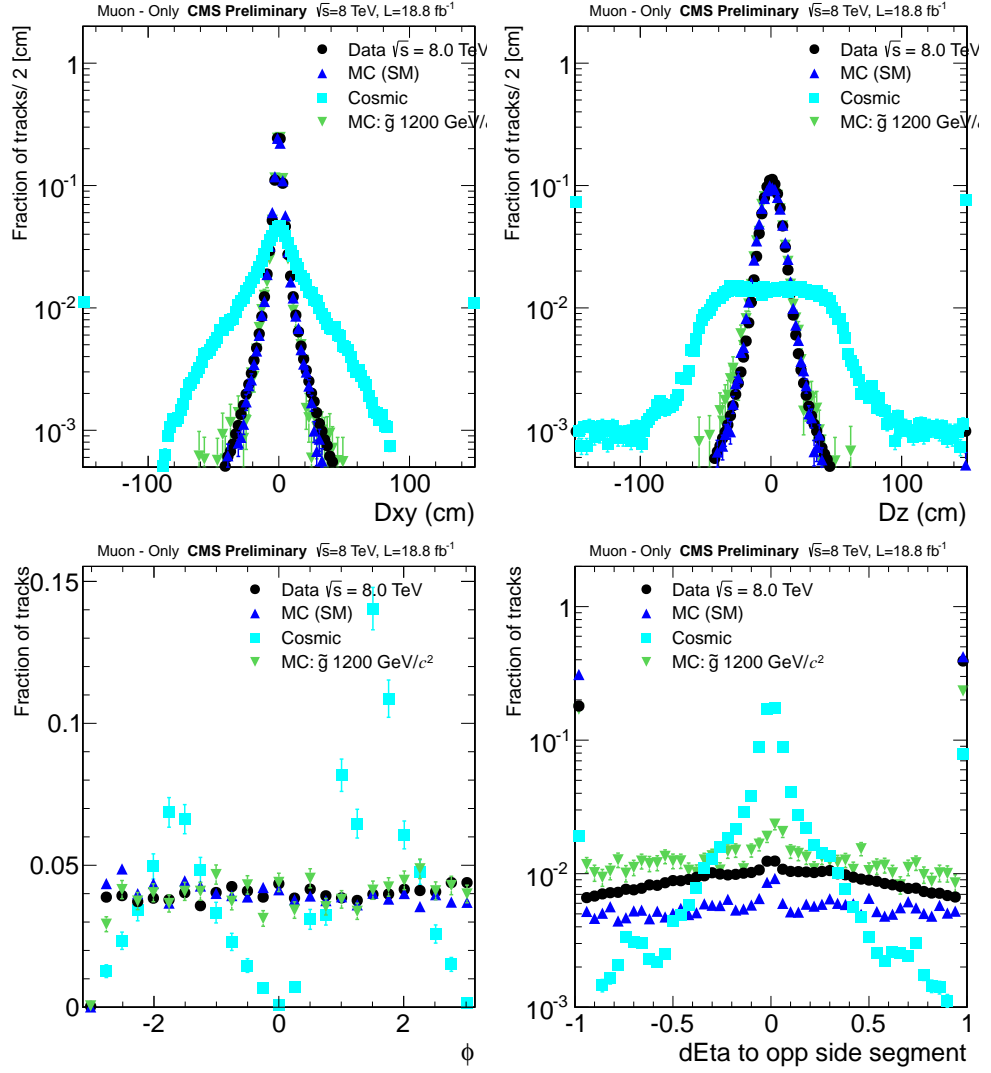 Muon - Only CMS Preliminary √s=8 TeV, L=18.8 fb⁻¹
Fraction of tracks/ 2 [cm]
Data √s = 8.0 TeV
MC (SM)
Cosmic
MC: g̃ 1200 GeV/
1
10⁻¹
10⁻²
10⁻³
-100 0 100
Dxy (cm)
Muon - Only CMS Preliminary √s=8 TeV, L=18.8 fb⁻¹
Fraction of tracks/ 2 [cm]
Data √s = 8.0 TeV
MC (SM)
Cosmic
MC: g̃ 1200 GeV/
1
10⁻¹
10⁻²
10⁻³
-100 0 100
Dz (cm)
Muon - Only CMS Preliminary √s=8 TeV, L=18.8 fb⁻¹
Fraction of tracks
Data √s = 8.0 TeV
MC (SM)
Cosmic
MC: g̃ 1200 GeV/c²
0.15
0.1
0.05
0
-2 0 2
ϕ
Muon - Only CMS Preliminary √s=8 TeV, L=18.8 fb⁻¹
Fraction of tracks
Data √s = 8.0 TeV
MC (SM)
Cosmic
MC: g̃ 1200 GeV/c²
1
10⁻¹
10⁻²
10⁻³
-1 -0.5 0 0.5 1
dEta to opp side segment